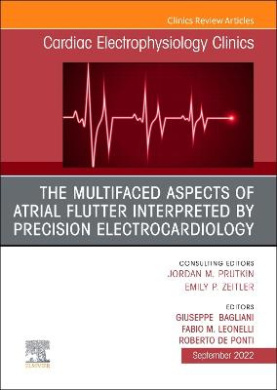 Clinics Review Articles
Cardiac Electrophysiology Clinics
THE MULTIFACED ASPECTS OF
ATRIAL FLUTTER INTERPRETED BY
PRECISION ELECTROCARDIOLOGY
CONSULTING EDITORS
JORDAN M. PRUTKIN
EMILY P. ZEITLER
EDITORS
GIUSEPPE BAGLIANI
FABIO M. LEONELLI
ROBERTO DE PONTI
ELSEVIER
September 2022